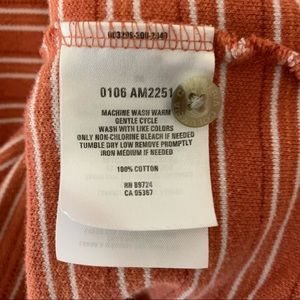 0106 AM2251
MACHINE WASH WARM
GENTLE CYCLE
WASH WITH LIKE COLORS
ONLY NON-CHLORINE BLEACH IF NEEDED
TUMBLE DRY LOW REMOVE PROMPTLY
IRON MEDIUM IF NEEDED
100% COTTON
RN 89724
CA 05367